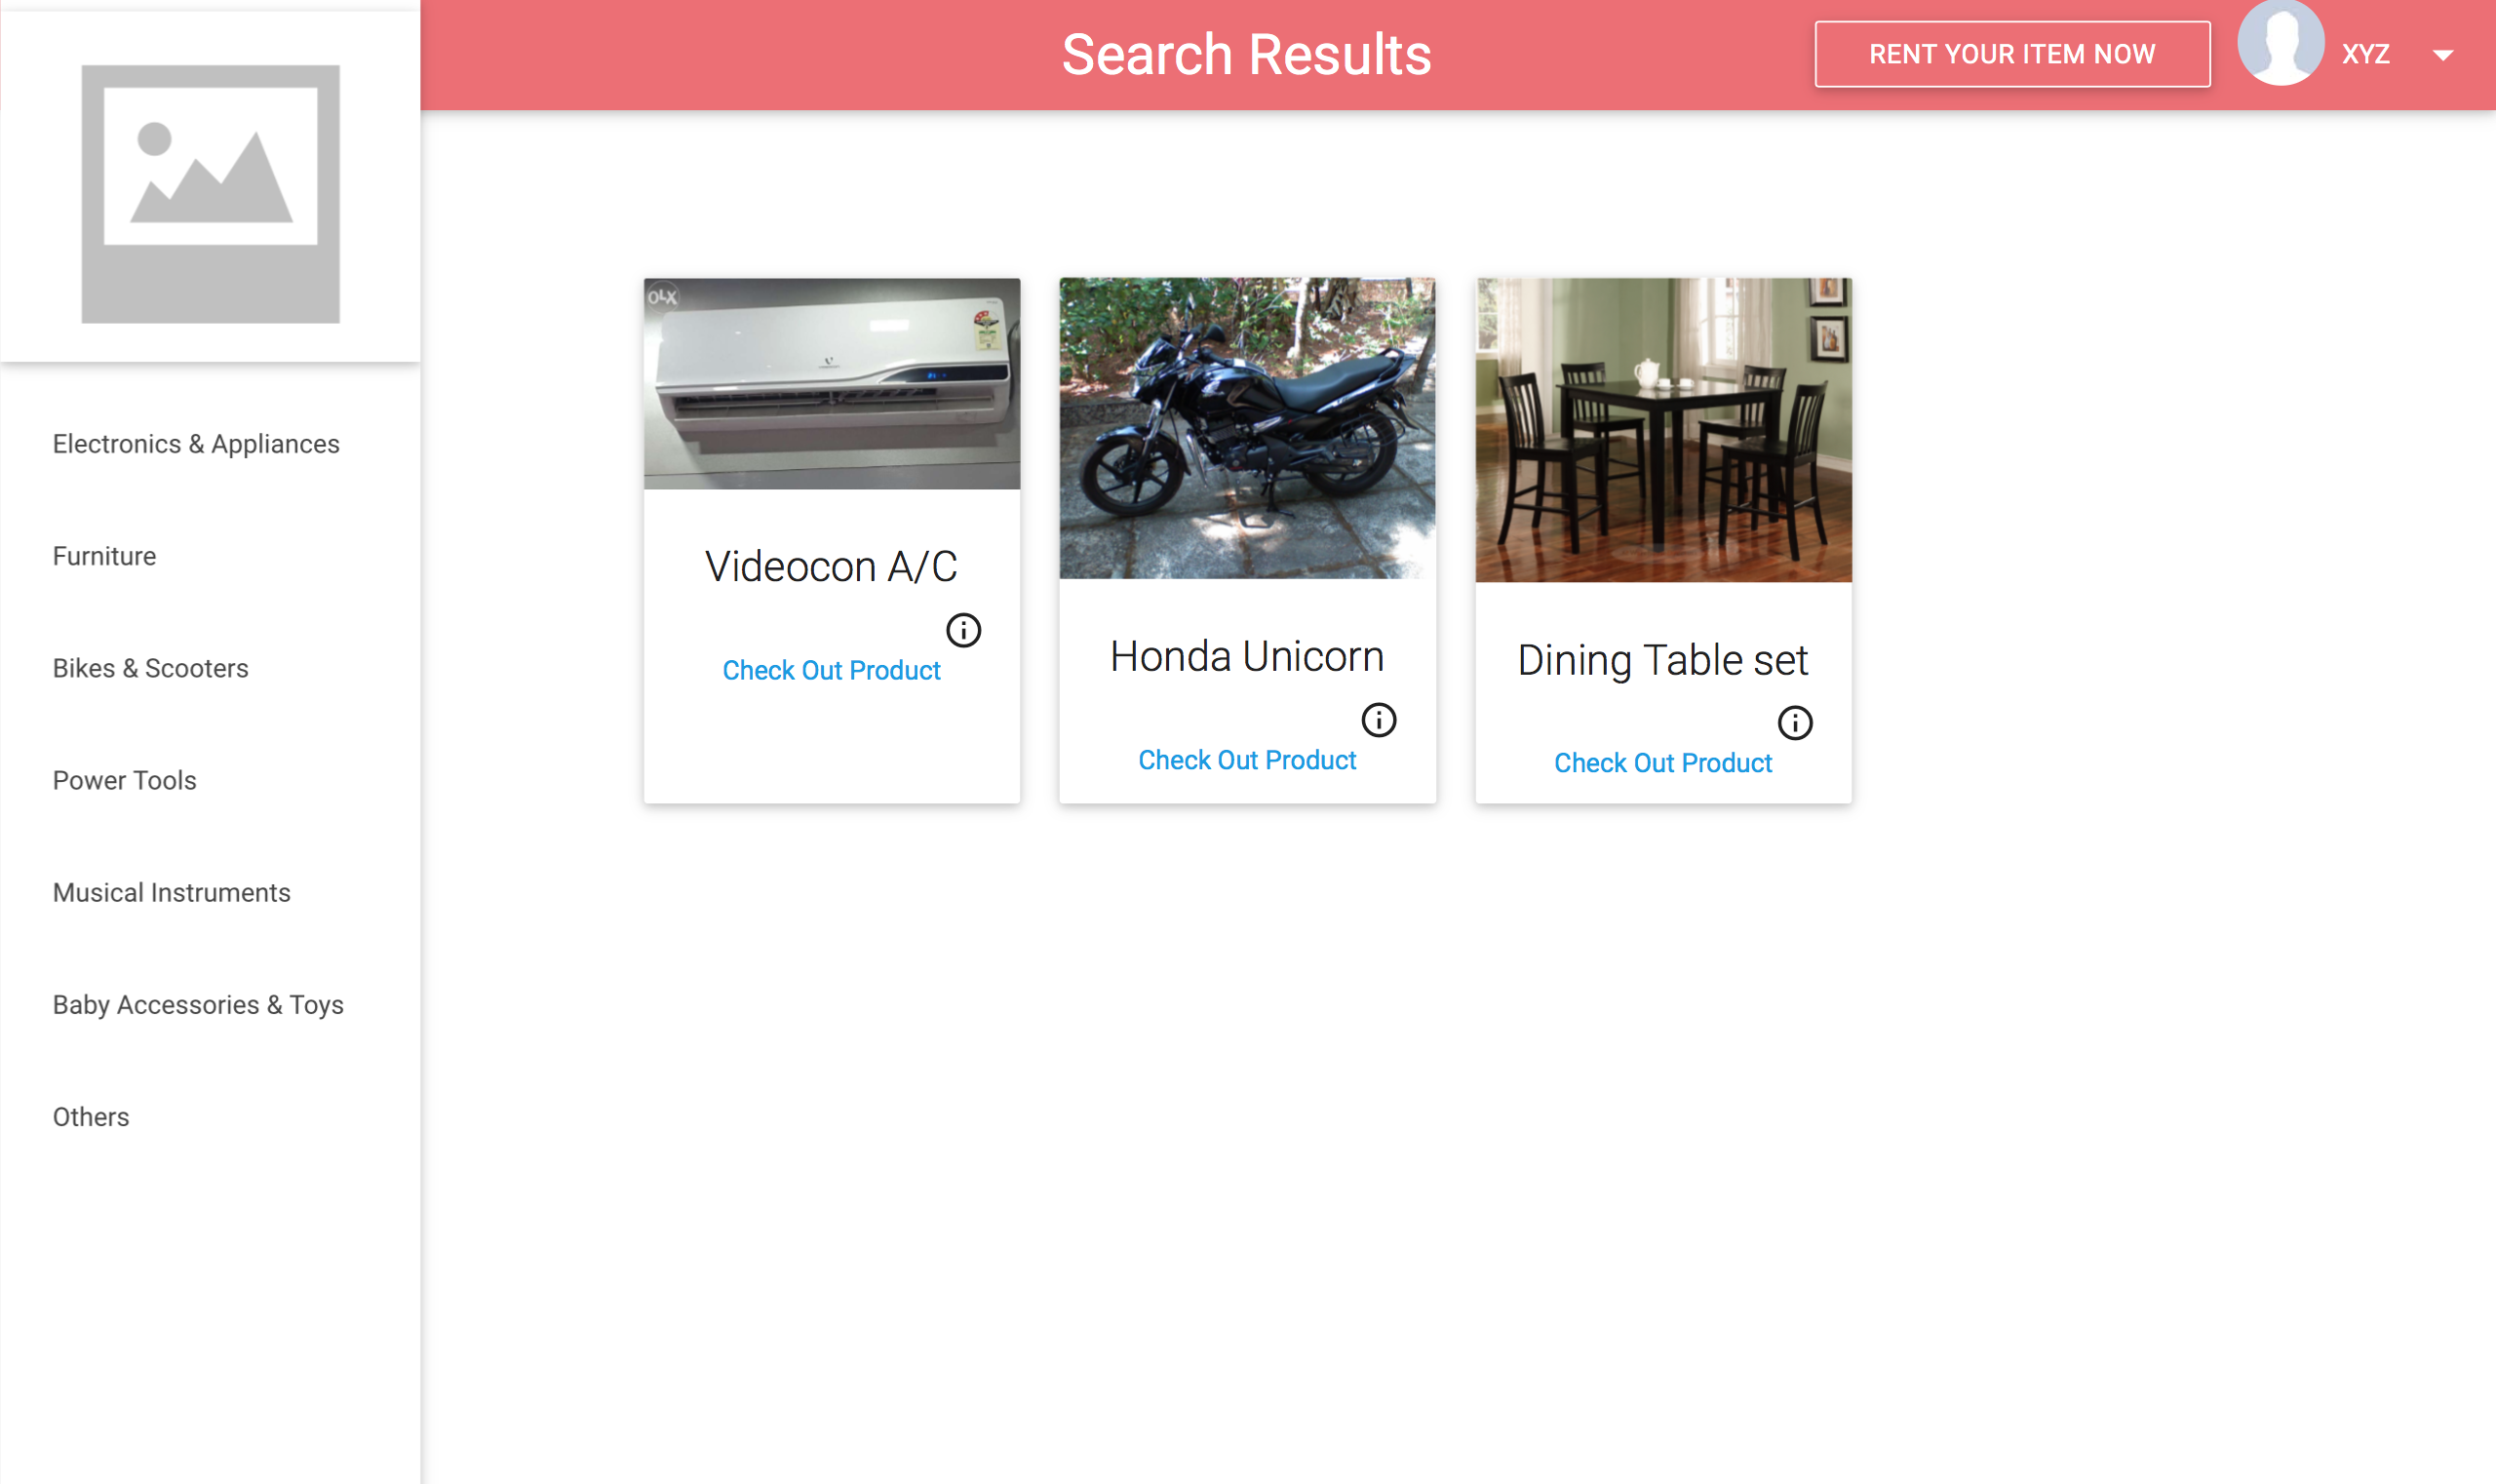 Search Results
RENT YOUR ITEM NOW
XYZ
Electronics & Appliances
Furniture
Bikes & Scooters
Power Tools
Musical Instruments
Baby Accessories & Toys
Others
OLX
Videocon A/C
Check Out Product
Honda Unicorn
Check Out Product
Dining Table set
Check Out Product